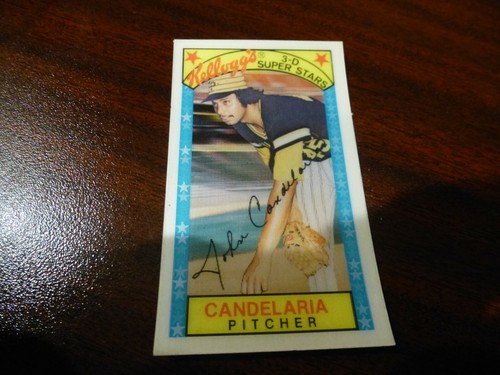 Kellogg's®
3-D
SUPER STARS
John Candelaria
CANDELARIA
PITCHER